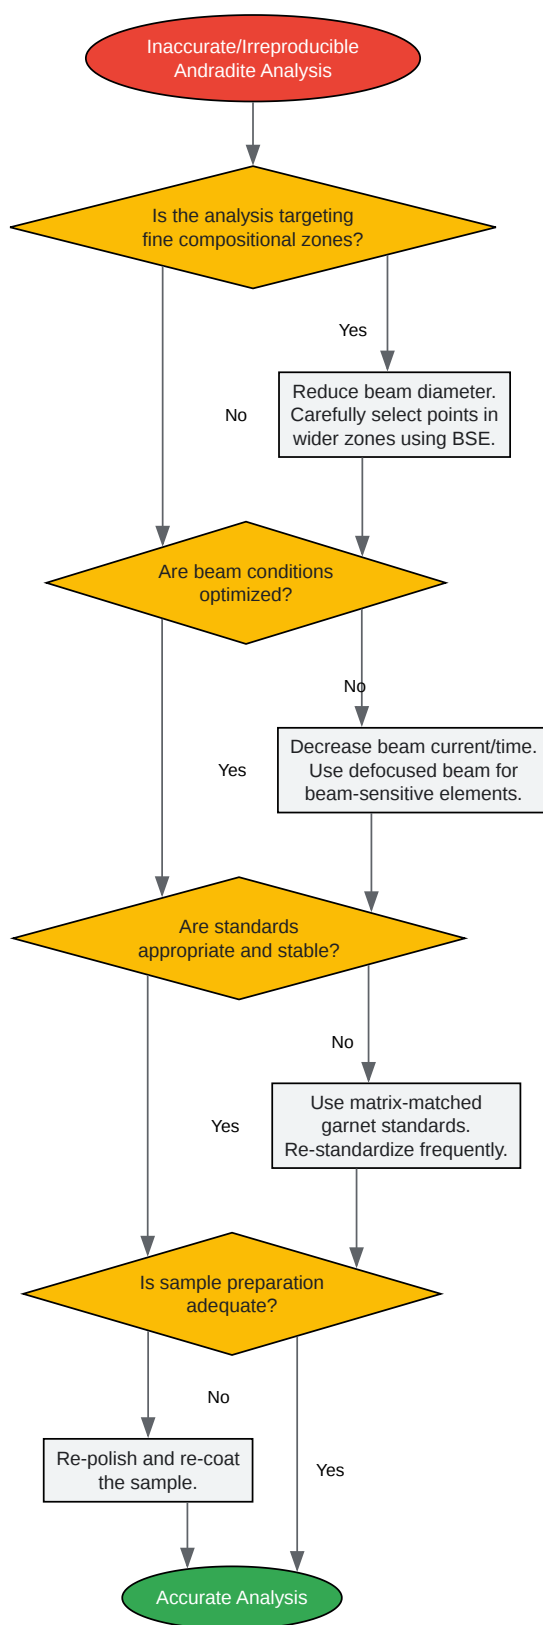 Inaccurate/Irreproducible
Andradite Analysis
Is the analysis targeting
fine compositional zones?
Yes
Reduce beam diameter.
Carefully select points in
wider zones using BSE.
No
Are beam conditions
optimized?
No
Decrease beam current/time.
Use defocused beam for
beam-sensitive elements.
Yes
Are standards
appropriate and stable?
No
Use matrix-matched
garnet standards.
Re-standardize frequently.
Yes
Is sample preparation
adequate?
No
Re-polish and re-coat
the sample.
Yes
Accurate Analysis